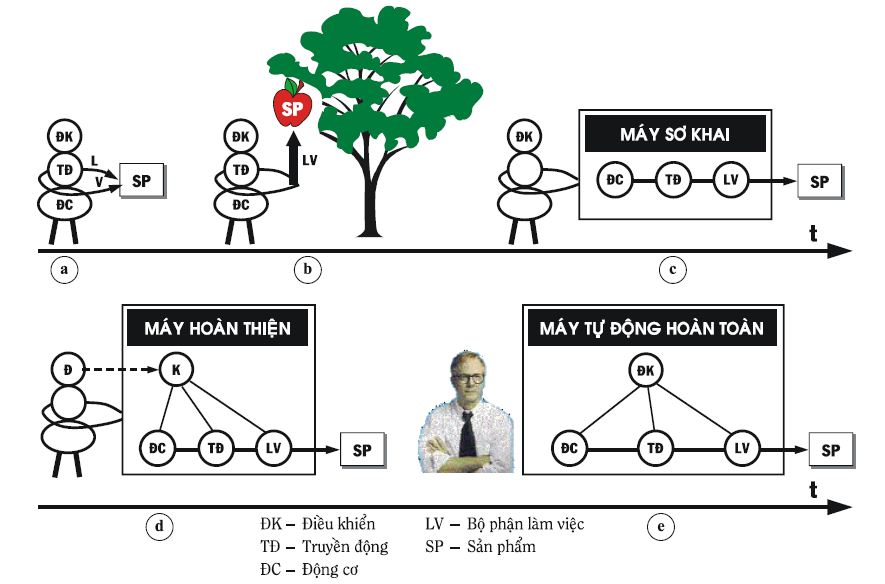 SP
ĐK
TĐ
L
V
ĐC
SP
ĐK
TĐ
ĐC
LV
ĐK
MÁY SƠ KHAI
ĐC
TĐ
LV
SP
t
a
b
c
MÁY HOÀN THIỆN
Đ
K
ĐC
TĐ
LV
SP
MÁY TỰ ĐỘNG HOÀN TOÀN
ĐK
ĐC
TĐ
LV
SP
t
d
e
ĐK – Điều khiển
TĐ – Truyền động
ĐC – Động cơ
LV – Bộ phận làm việc
SP – Sản phẩm